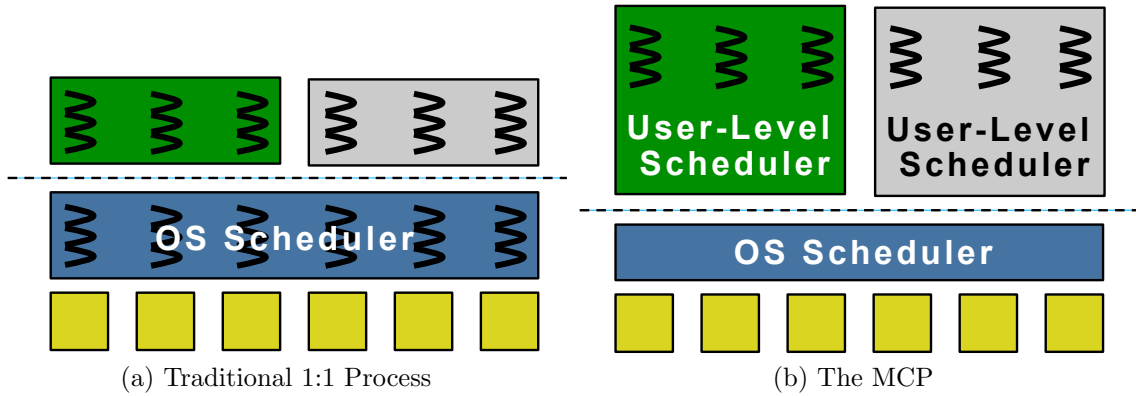 User-Level
Scheduler
User-Level
Scheduler
OS Scheduler
OS Scheduler
(a) Traditional 1:1 Process
(b) The MCP